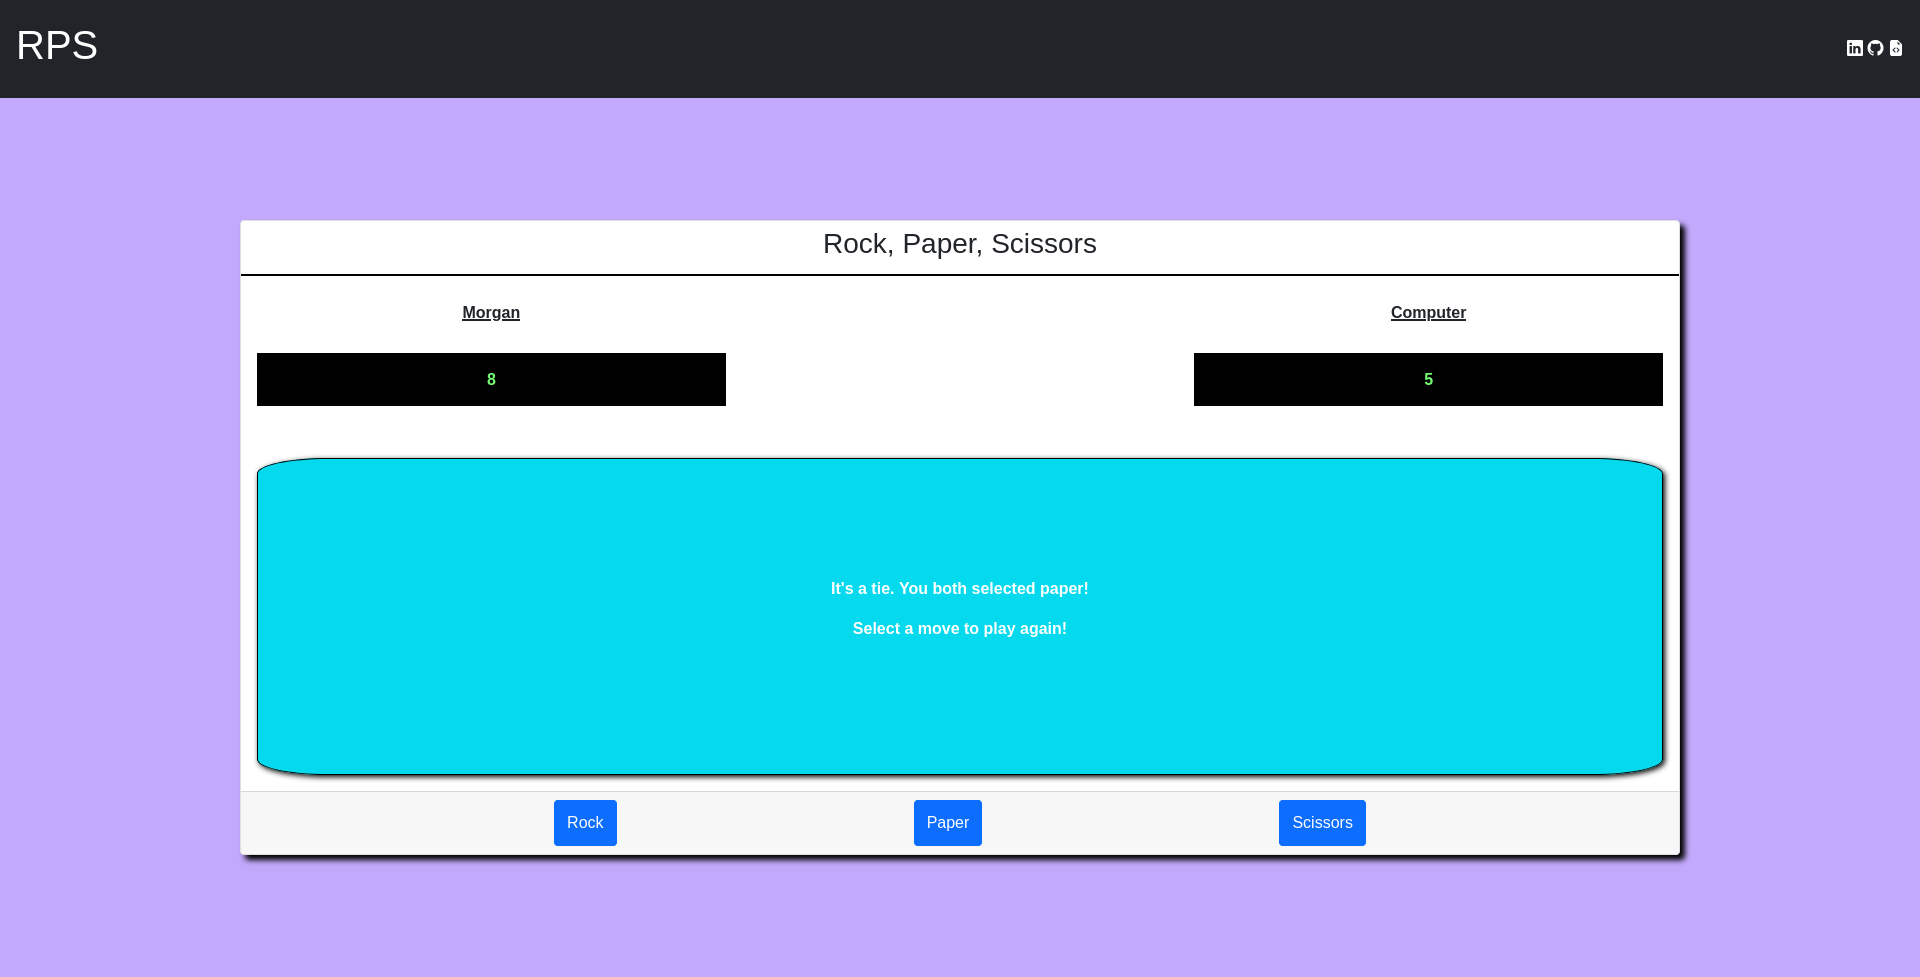 RPS
Rock, Paper, Scissors
Morgan
Computer
8
5
It's a tie. You both selected paper!
Select a move to play again!
Rock
Paper
Scissors